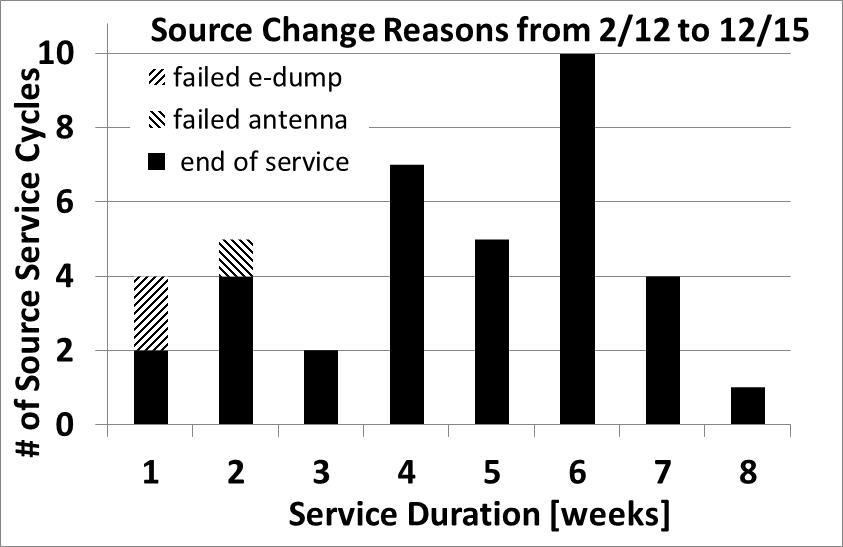 Source Change Reasons from 2/12 to 12/15
# of Source Service Cycles
10
8
6
4
2
0
failed e-dump
failed antenna
end of service
1 2 3 4 5 6 7 8
Service Duration [weeks]